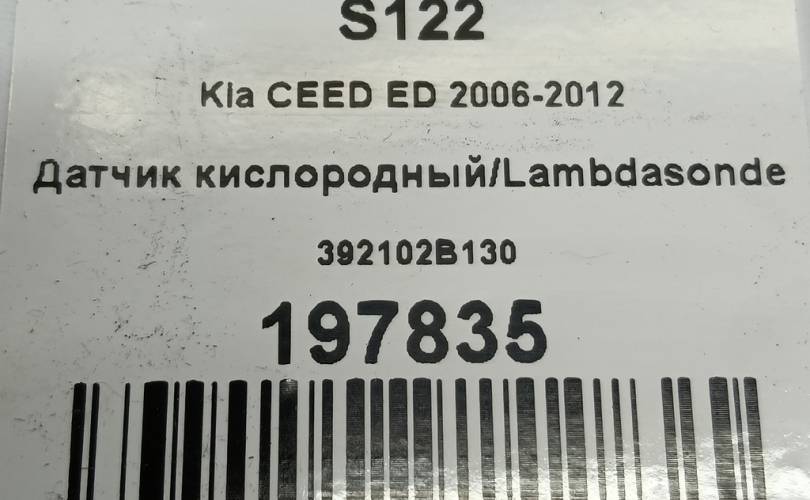 S122
Kia CEED ED 2006-2012
Датчик кислородный/Lambdasonde
392102B130
197835